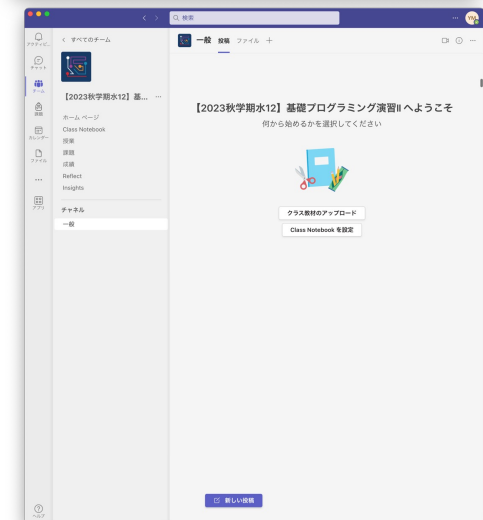 検索
YM
アクティビ...
チャット
チーム
課題
カレンダー
ファイル
アプリ
ヘルプ
すべてのチーム
【2023秋学期水12】基...
ホーム ページ
Class Notebook
授業
課題
成績
Reflect
Insights
チャネル
一般
一般 投稿 ファイル +
【2023秋学期水12】基礎プログラミング演習II へようこそ
何から始めるかを選択してください
クラス教材のアップロード
Class Notebook を設定
新しい投稿